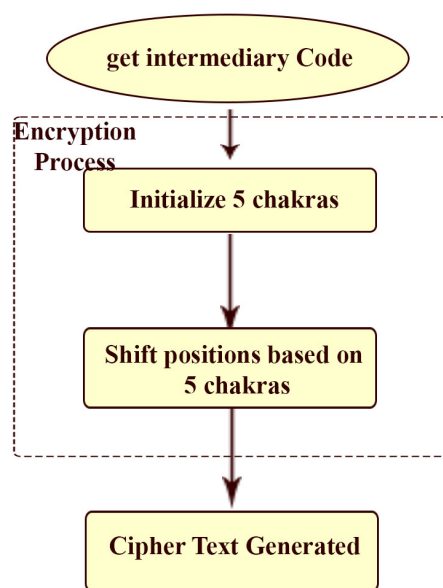 get intermediary Code
Encryption
Process
Initialize 5 chakras
Shift positions based on
5 chakras
Cipher Text Generated